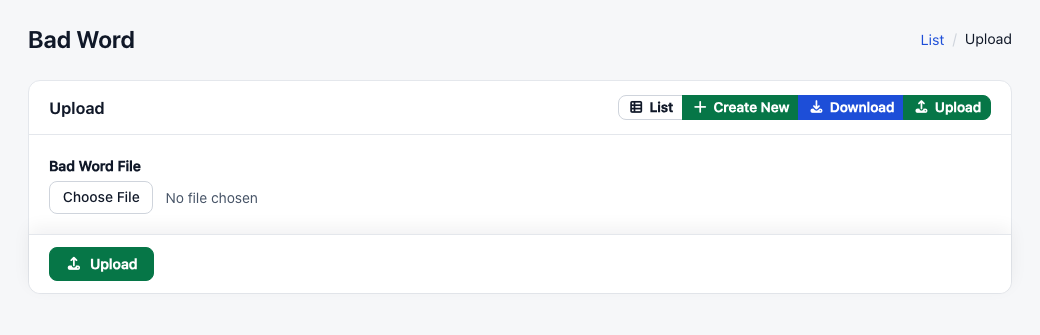 Bad Word
List / Upload
Upload
List Create New Download Upload
Bad Word File
Choose File No file chosen
Upload